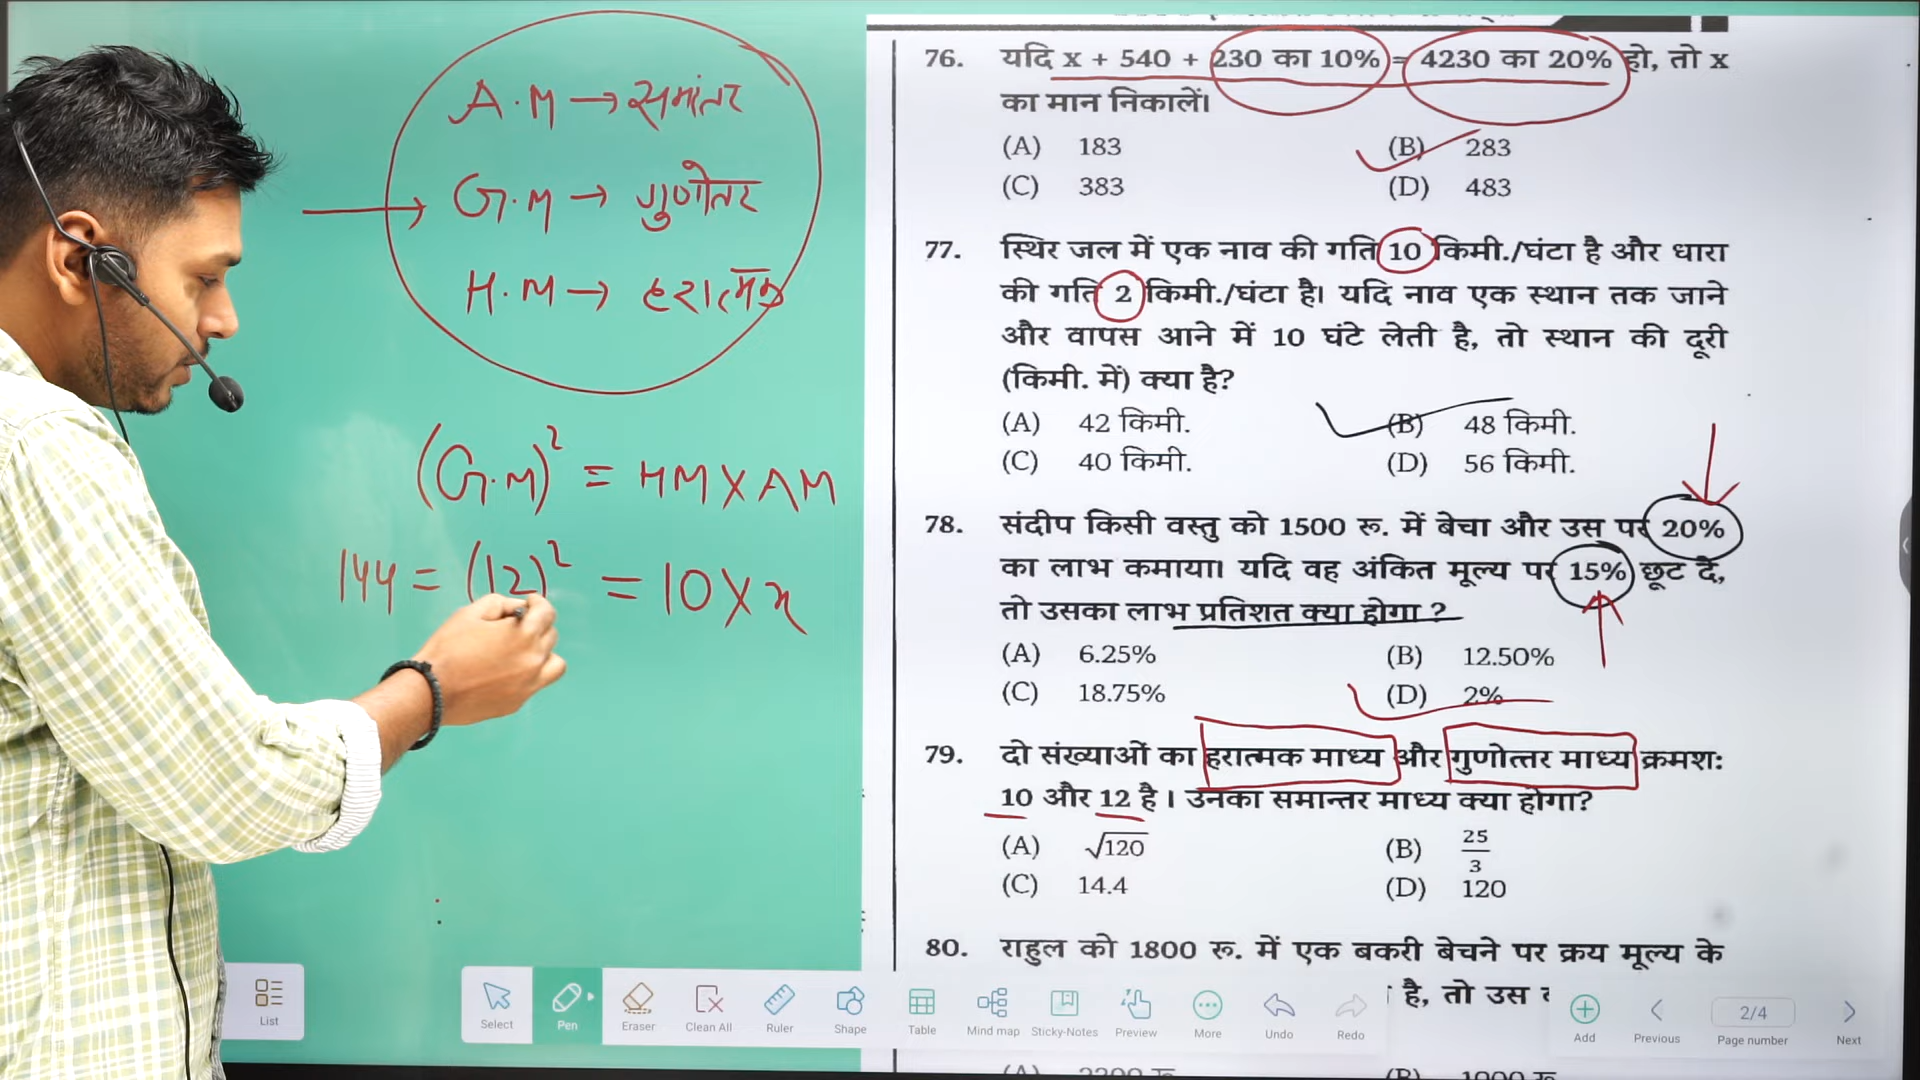 A.M → समांतर
G.M → गुणोतर
H.M → हरात्मक
(G.M)² = HM X AM
144 = (12)² = 10 X x
76. यदि x + 540 + 230 का 10% = 4230 का 20% हो, तो x
का मान निकालें।
(A) 183 (B) 283
(C) 383 (D) 483
77. स्थिर जल में एक नाव की गति 10 किमी./घंटा है और धारा
की गति 2 किमी./घंटा है। यदि नाव एक स्थान तक जाने
और वापस आने में 10 घंटे लेती है, तो स्थान की दूरी
(किमी. में) क्या है?
(A) 42 किमी. (B) 48 किमी.
(C) 40 किमी. (D) 56 किमी.
78. संदीप किसी वस्तु को 1500 रू. में बेचा और उस पर 20%
का लाभ कमाया। यदि वह अंकित मूल्य पर 15% छूट दे,
तो उसका लाभ प्रतिशत क्या होगा ?
(A) 6.25% (B) 12.50%
(C) 18.75% (D) 2%
79. दो संख्याओं का हरात्मक माध्य और गुणोत्तर माध्य क्रमश:
10 और 12 है । उनका समान्तर माध्य क्या होगा?
(A) √120 (B) 25/3
(C) 14.4 (D) 120
80. राहुल को 1800 रू. में एक बकरी बेचने पर क्रय मूल्य के
है, तो उस
List Select Pen Eraser Clean All Ruler Shape Table Mind map Sticky-Notes Preview More Undo Redo Add Previous 2/4 Page number Next